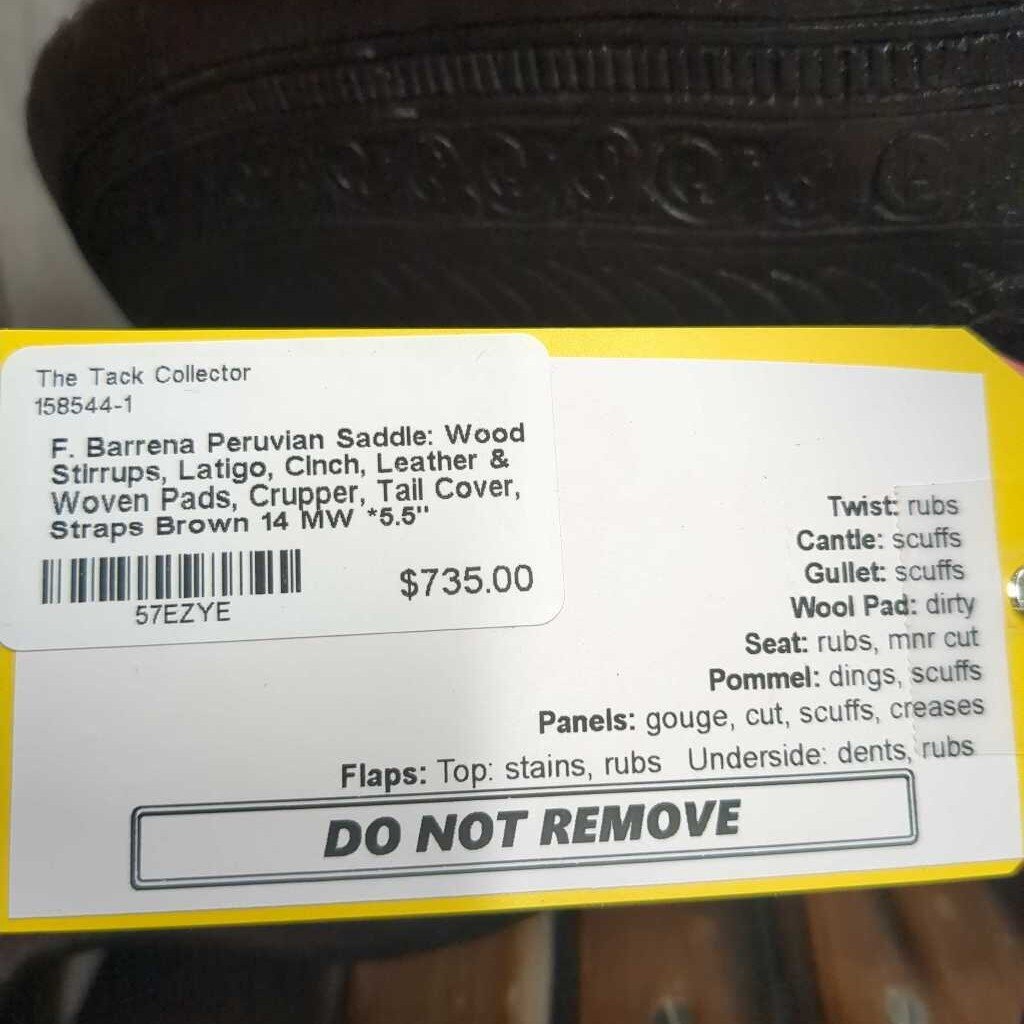 The Tack Collector
158544-1
F. Barrena Peruvian Saddle: Wood
Stirrups, Latigo, Cinch, Leather &
Woven Pads, Crupper, Tail Cover,
Straps Brown 14 MW *5.5"
57EZYE
$735.00
Twist: rubs
Cantle: scuffs
Gullet: scuffs
Wool Pad: dirty
Seat: rubs, mnr cut
Pommel: dings, scuffs
Panels: gouge, cut, scuffs, creases
Flaps: Top: stains, rubs Underside: dents, rubs
DO NOT REMOVE